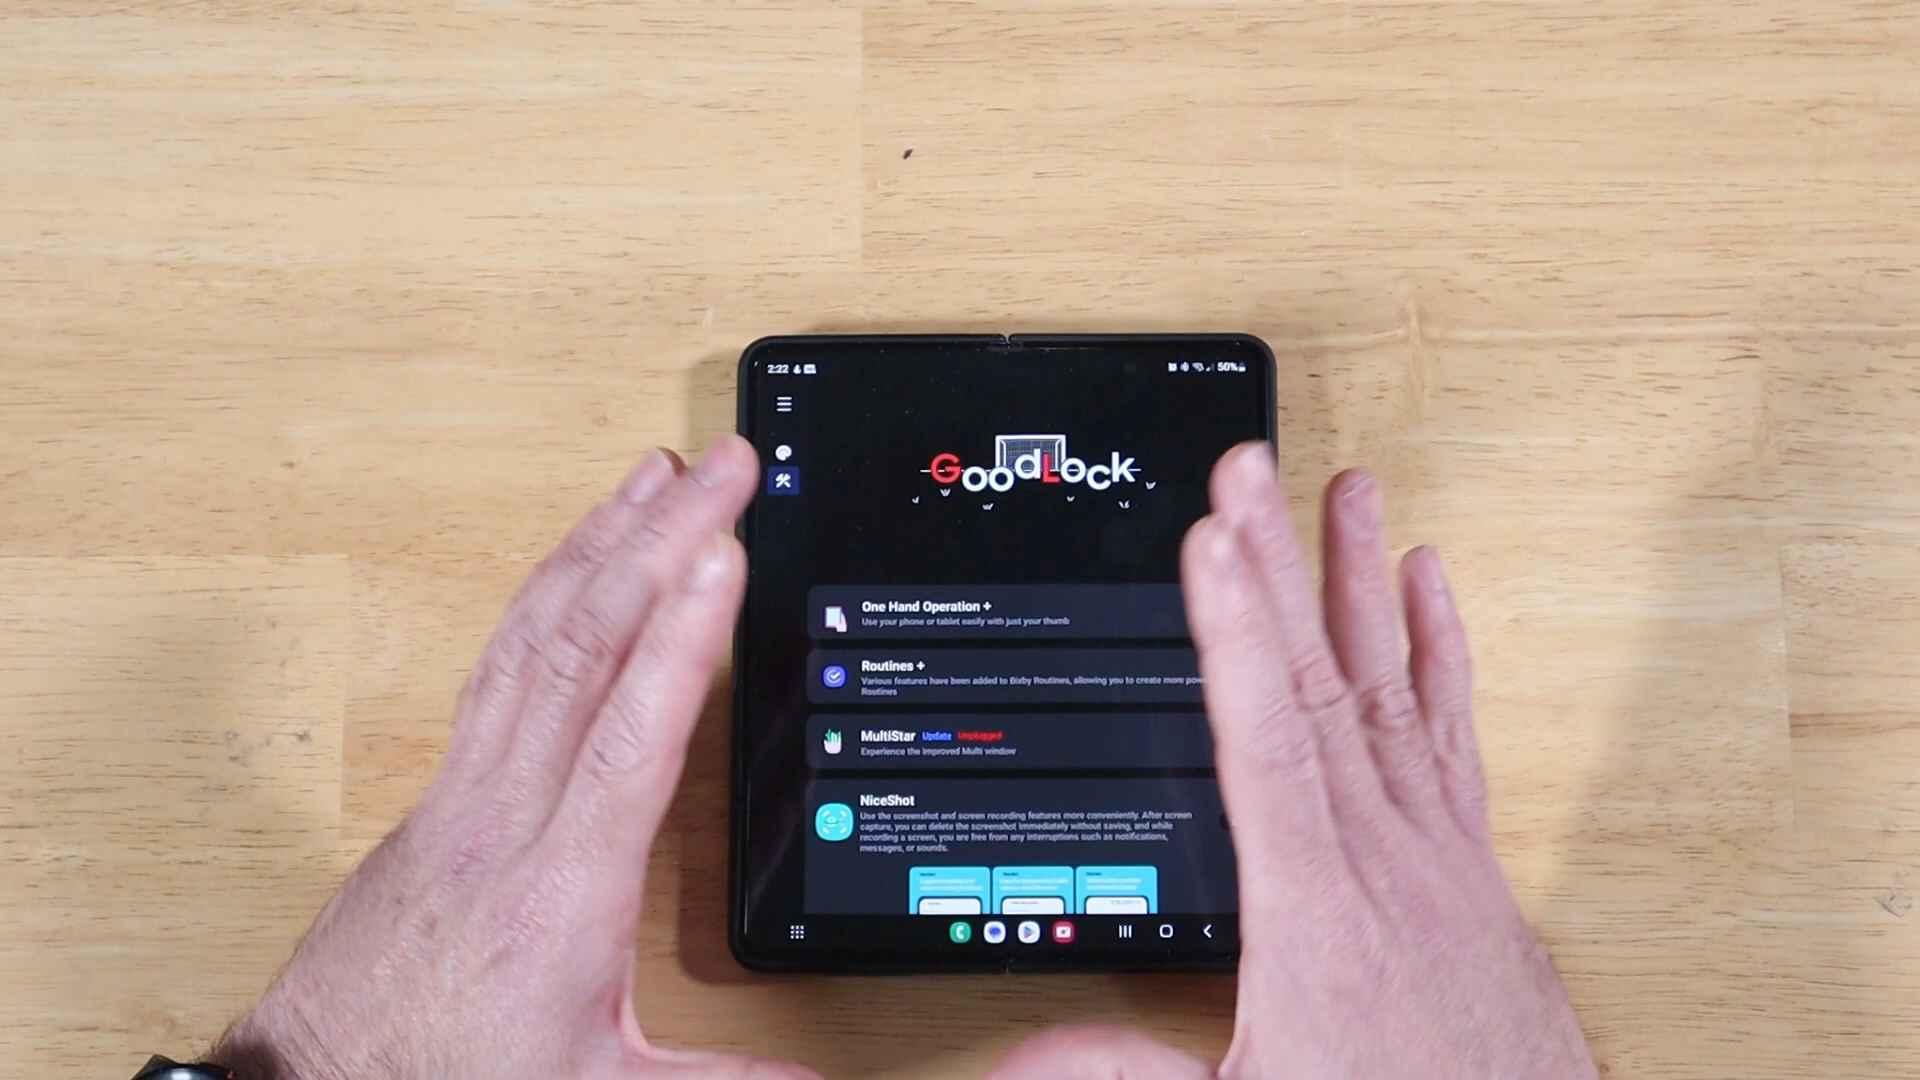 2:22
50%
GoodLock
One Hand Operation +
Use your phone or tablet easily with just your thumb
Routines +
Various features have been added to Bixby Routines, allowing you to create more
Routines
MultiStar Update Unplugged
Experience the improved Multi window
NiceShot
Use the screenshot and screen recording features more conveniently. After screen
capture, you can delete the screenshot immediately without saving, and while
recording a screen, you are free from any interruptions such as notifications,
messages, or sounds.